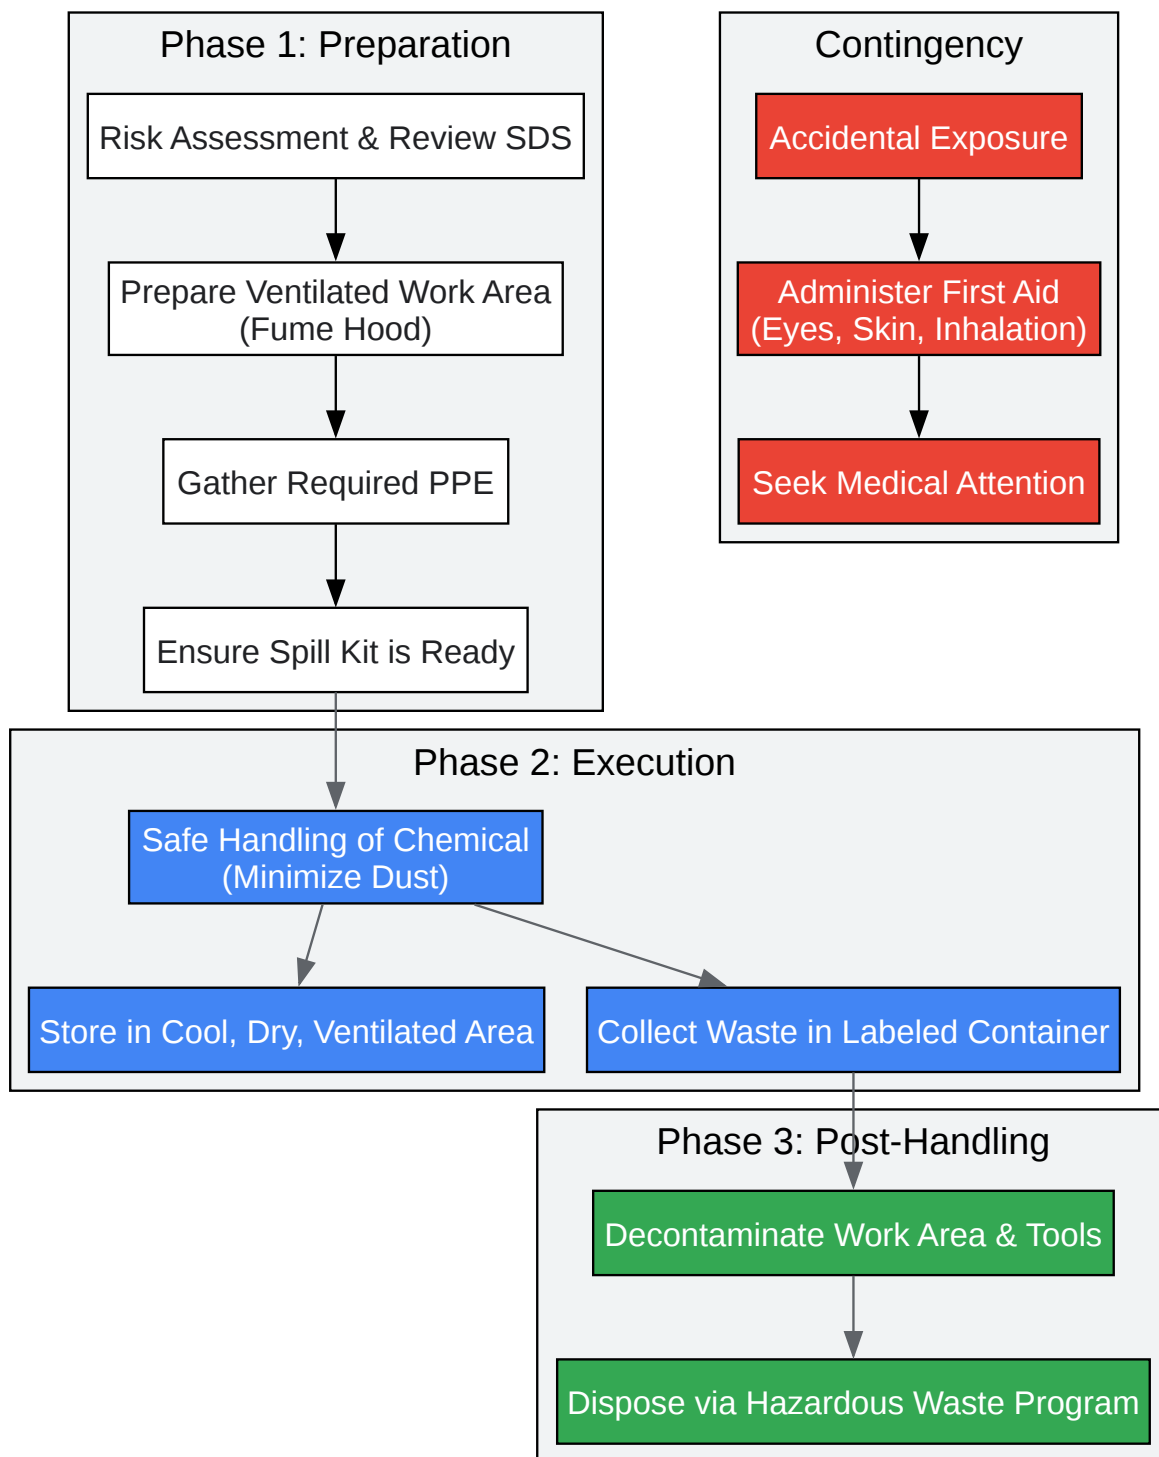 Phase 1: Preparation
Risk Assessment & Review SDS
Prepare Ventilated Work Area
(Fume Hood)
Gather Required PPE
Ensure Spill Kit is Ready
Contingency
Accidental Exposure
Administer First Aid
(Eyes, Skin, Inhalation)
Seek Medical Attention
Phase 2: Execution
Safe Handling of Chemical
(Minimize Dust)
Store in Cool, Dry, Ventilated Area
Collect Waste in Labeled Container
Phase 3: Post-Handling
Decontaminate Work Area & Tools
Dispose via Hazardous Waste Program